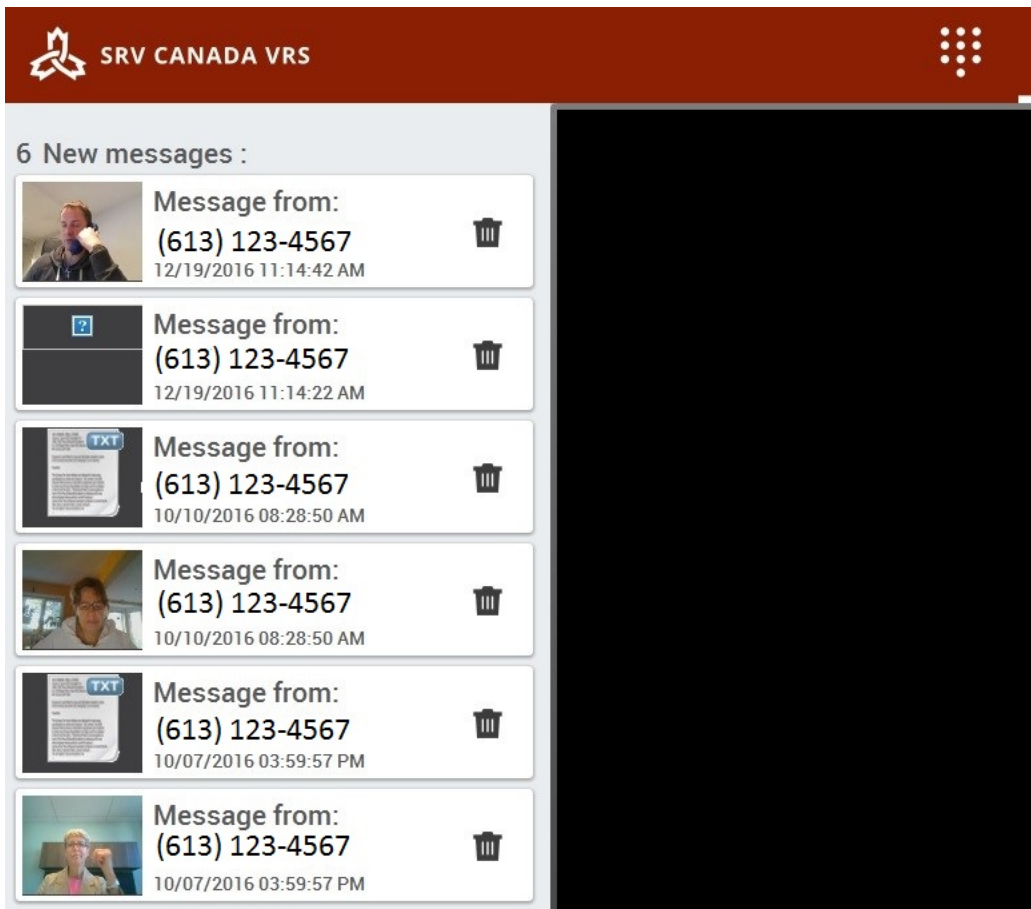 SRV CANADA VRS
6 New messages :
Message from:
(613) 123-4567
12/19/2016 11:14:42 AM
?
Message from:
(613) 123-4567
12/19/2016 11:14:22 AM
TXT
Message from:
(613) 123-4567
10/10/2016 08:28:50 AM
Message from:
(613) 123-4567
10/10/2016 08:28:50 AM
TXT
Message from:
(613) 123-4567
10/07/2016 03:59:57 PM
Message from:
(613) 123-4567
10/07/2016 03:59:57 PM